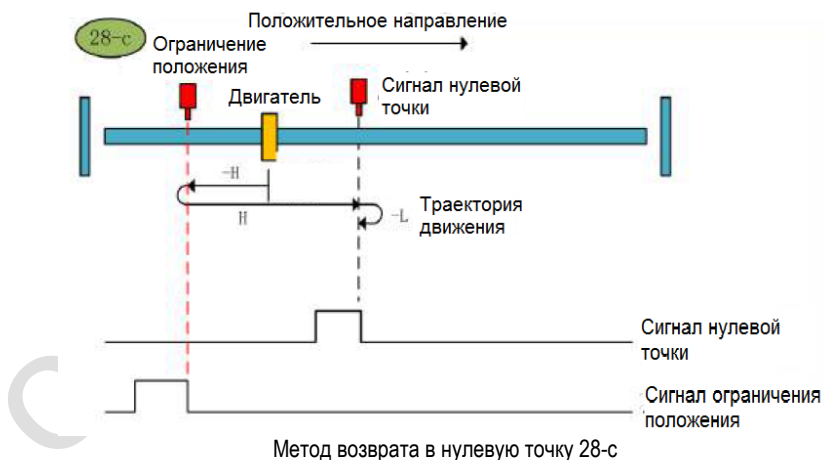 28-c
Положительное направление
Ограничение
положения
Двигатель
Сигнал нулевой
точки
-H
H
-L
Траектория
движения
Сигнал нулевой
точки
Сигнал ограничения
положения
Метод возврата в нулевую точку 28-с